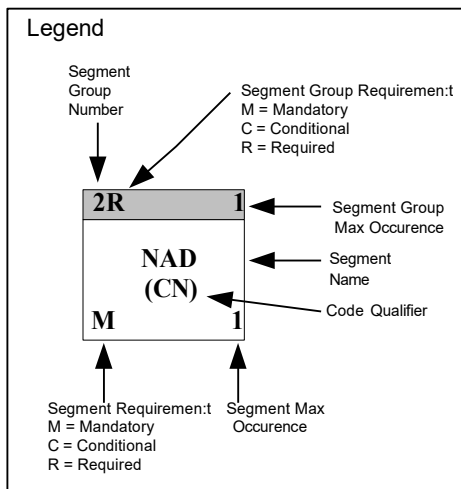 Legend
Segment
Group
Number
Segment Group Requiremen:t
M = Mandatory
C = Conditional
R = Required
2R 1
Segment Group
Max Occurence
NAD
(CN)
Segment
Name
Code Qualifier
M 1
Segment Requiremen:t
M = Mandatory
C = Conditional
R = Required
Segment Max
Occurence